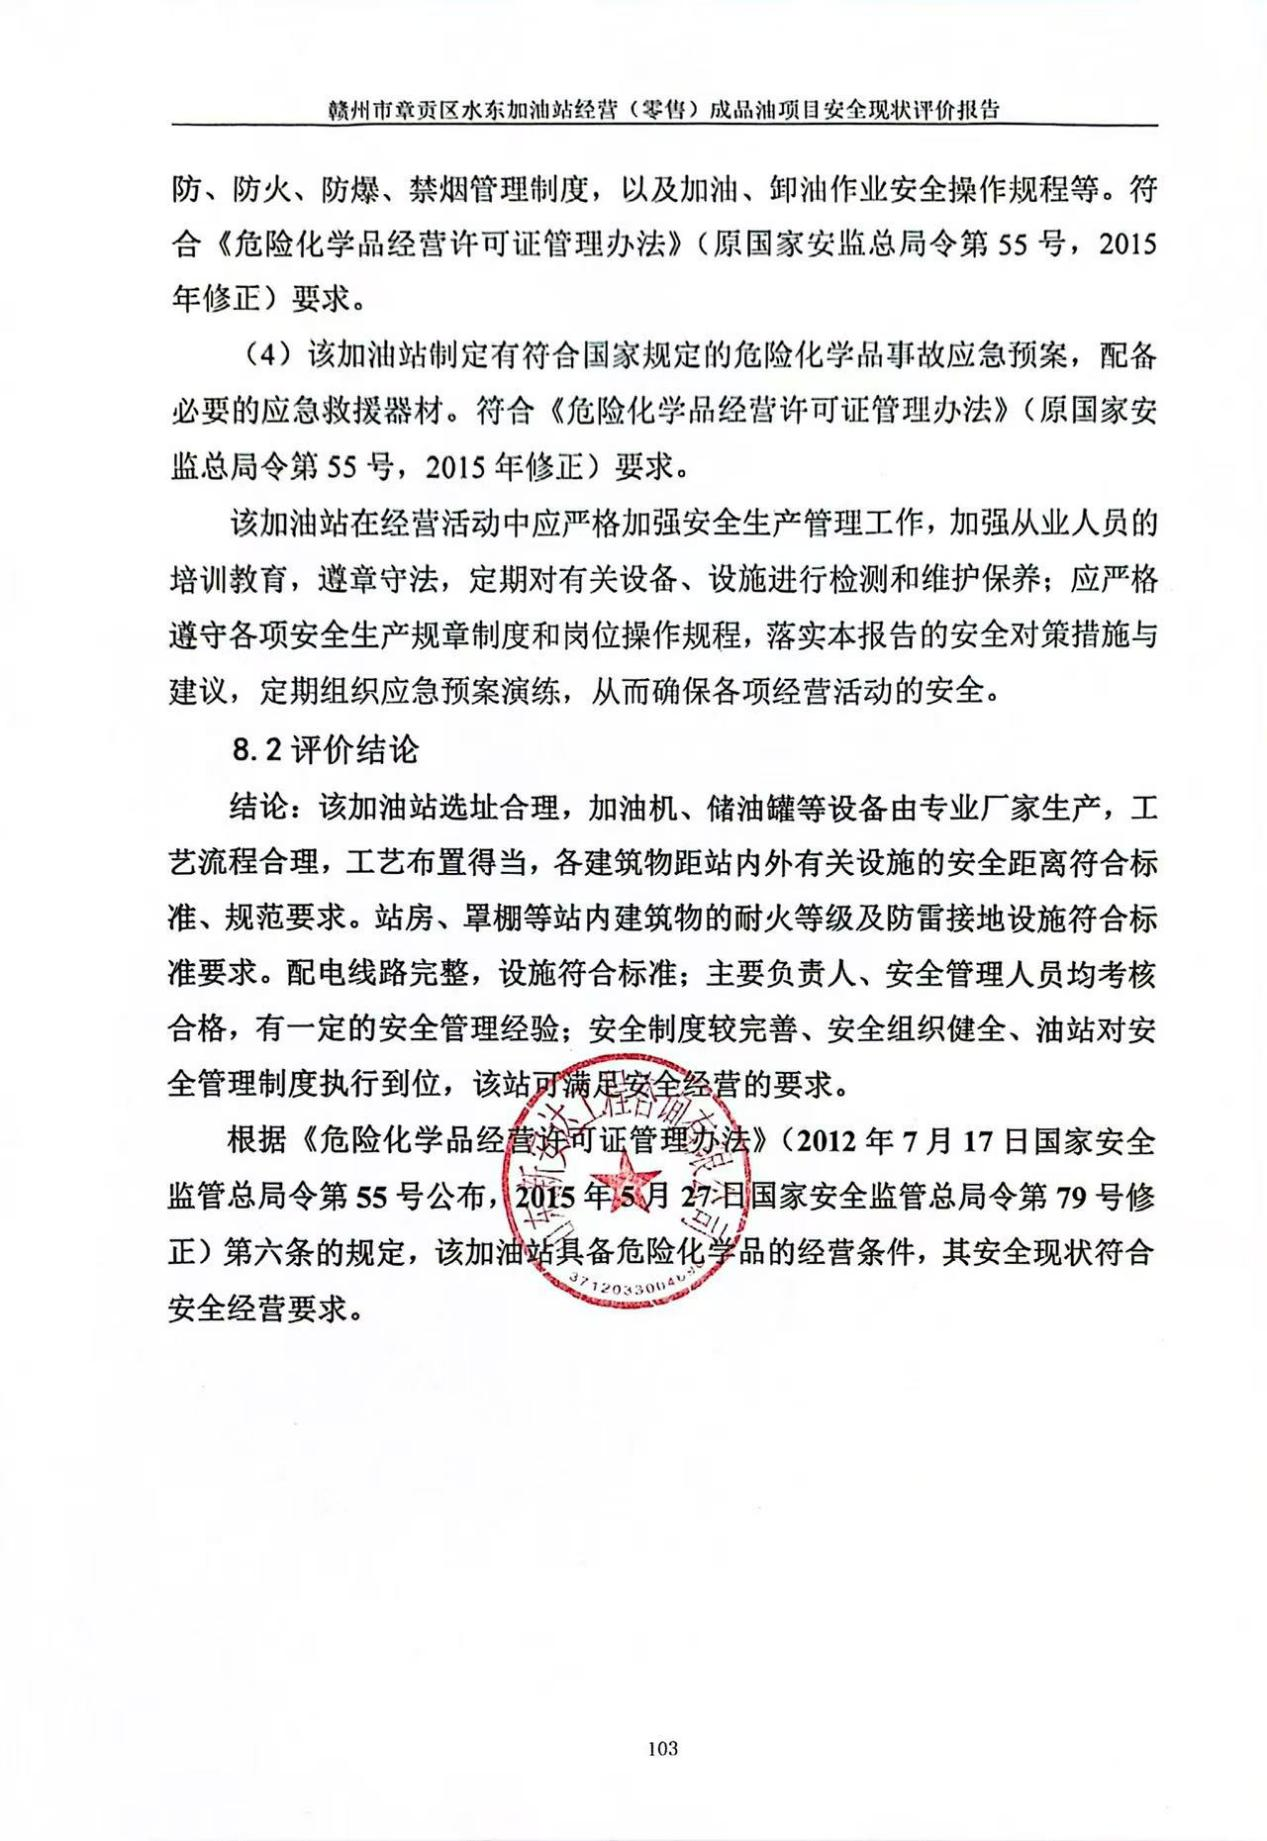 赣州市章贡区水东加油站经营（零售）成品油项目安全现状评价报告
防、防火、防爆、禁烟管理制度，以及加油、卸油作业安全操作规程等。符
合《危险化学品经营许可证管理办法》（原国家安监总局令第 55 号，2015
年修正）要求。
（4）该加油站制定有符合国家规定的危险化学品事故应急预案，配备
必要的应急救援器材。符合《危险化学品经营许可证管理办法》（原国家安
监总局令第 55 号，2015 年修正）要求。
该加油站在经营活动中应严格加强安全生产管理工作，加强从业人员的
培训教育，遵章守法，定期对有关设备、设施进行检测和维护保养；应严格
遵守各项安全生产规章制度和岗位操作规程，落实本报告的安全对策措施与
建议，定期组织应急预案演练，从而确保各项经营活动的安全。
8.2 评价结论
结论：该加油站选址合理，加油机、储油罐等设备由专业厂家生产，工
艺流程合理，工艺布置得当，各建筑物距站内外有关设施的安全距离符合标
准、规范要求。站房、罩棚等站内建筑物的耐火等级及防雷接地设施符合标
准要求。配电线路完整，设施符合标准；主要负责人、安全管理人员均考核
合格，有一定的安全管理经验；安全制度较完善、安全组织健全、油站对安
全管理制度执行到位，该站可满足安全经营的要求。
根据《危险化学品经营许可证管理办法》（2012 年 7 月 17 日国家安全
监管总局令第 55 号公布，2015 年 5 月 27 日国家安全监管总局令第 79 号修
正）第六条的规定，该加油站具备危险化学品的经营条件，其安全现状符合
安全经营要求。
山东新安达工程咨询有限公司
103